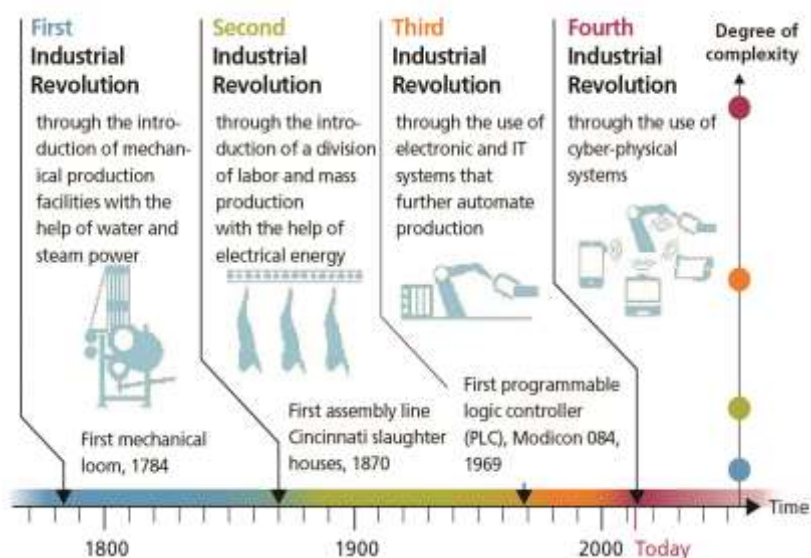 First
Industrial
Revolution
through the intro-
duction of mechan-
ical production
facilities with the
help of water and
steam power
First mechanical
loom, 1784
Second
Industrial
Revolution
through the intro-
duction of a division
of labor and mass
production
with the help of
electrical energy
First assembly line
Cincinnati slaughter
houses, 1870
Third
Industrial
Revolution
through the use of
electronic and IT
systems that
further automate
production
First programmable
logic controller
(PLC), Modicon 084,
1969
Fourth
Industrial
Revolution
through the use of
cyber-physical
systems
Degree of
complexity
Time
1800
1900
2000
Today